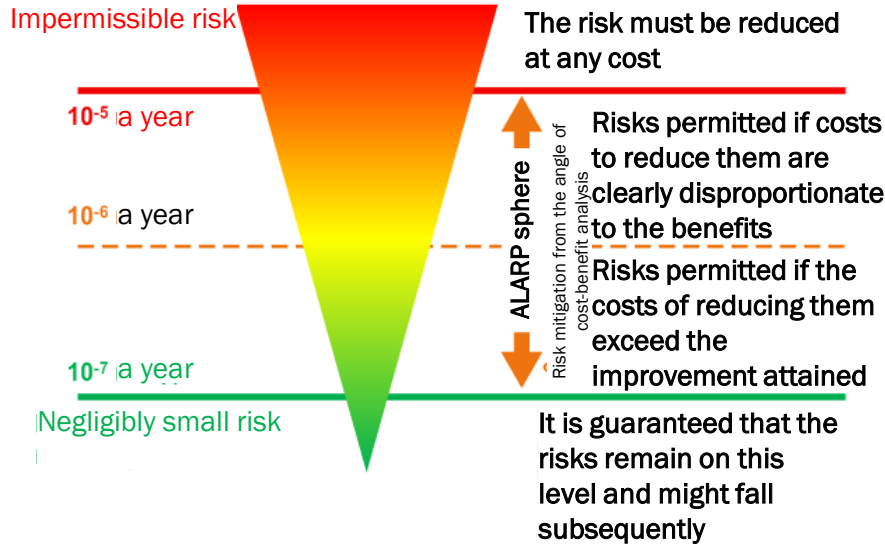 Impermissible risk
The risk must be reduced
at any cost
10⁻⁵ a year
Risks permitted if costs
to reduce them are
clearly disproportionate
to the benefits
10⁻⁶ a year
ALARP sphere
Risk mitigation from the angle of
cost-benefit analysis
Risks permitted if the
costs of reducing them
exceed the
improvement attained
10⁻⁷ a year
Negligibly small risk
It is guaranteed that the
risks remain on this
level and might fall
subsequently